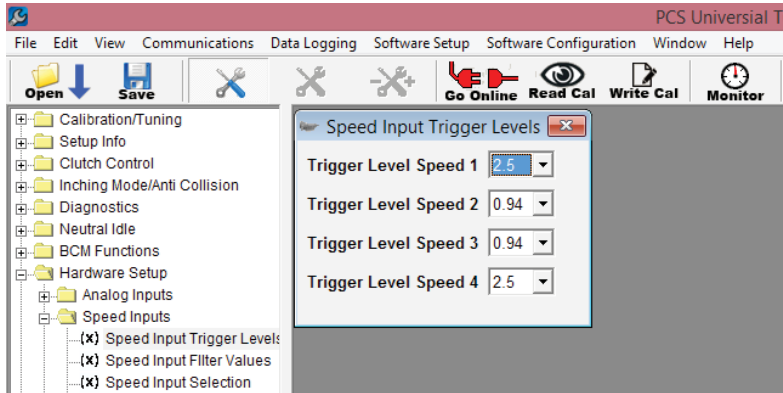 PCS Universial T
File Edit View Communications Data Logging Software Setup Software Configuration Window Help
Open Save Go Online Read Cal Write Cal Monitor
Calibration/Tuning
Setup Info
Clutch Control
Inching Mode/Anti Collision
Diagnostics
Neutral Idle
BCM Functions
Hardware Setup
Analog Inputs
Speed Inputs
(x) Speed Input Trigger Levels
(x) Speed Input FIlter Values
(x) Speed Input Selection
Speed Input Trigger Levels
Trigger Level Speed 1 2.5
Trigger Level Speed 2 0.94
Trigger Level Speed 3 0.94
Trigger Level Speed 4 2.5